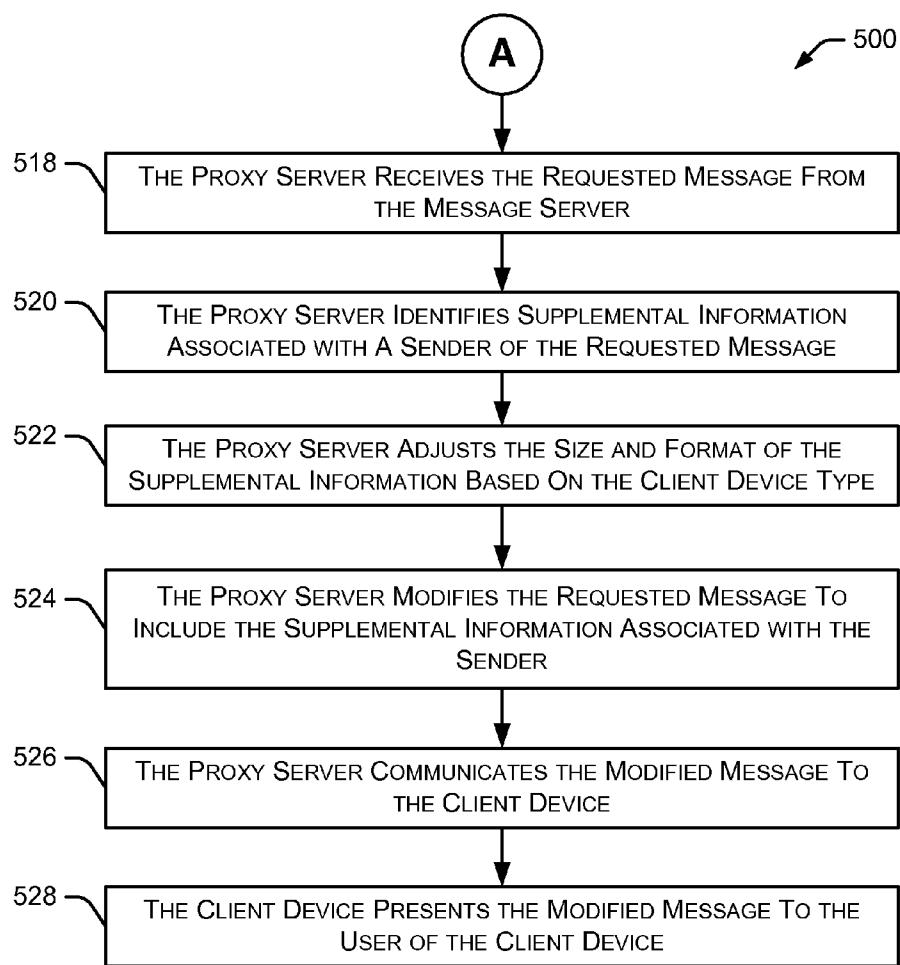 A
500
518
THE PROXY SERVER RECEIVES THE REQUESTED MESSAGE FROM
THE MESSAGE SERVER
520
THE PROXY SERVER IDENTIFIES SUPPLEMENTAL INFORMATION
ASSOCIATED WITH A SENDER OF THE REQUESTED MESSAGE
522
THE PROXY SERVER ADJUSTS THE SIZE AND FORMAT OF THE
SUPPLEMENTAL INFORMATION BASED ON THE CLIENT DEVICE TYPE
524
THE PROXY SERVER MODIFIES THE REQUESTED MESSAGE TO
INCLUDE THE SUPPLEMENTAL INFORMATION ASSOCIATED WITH THE
SENDER
526
THE PROXY SERVER COMMUNICATES THE MODIFIED MESSAGE TO
THE CLIENT DEVICE
528
THE CLIENT DEVICE PRESENTS THE MODIFIED MESSAGE TO THE
USER OF THE CLIENT DEVICE